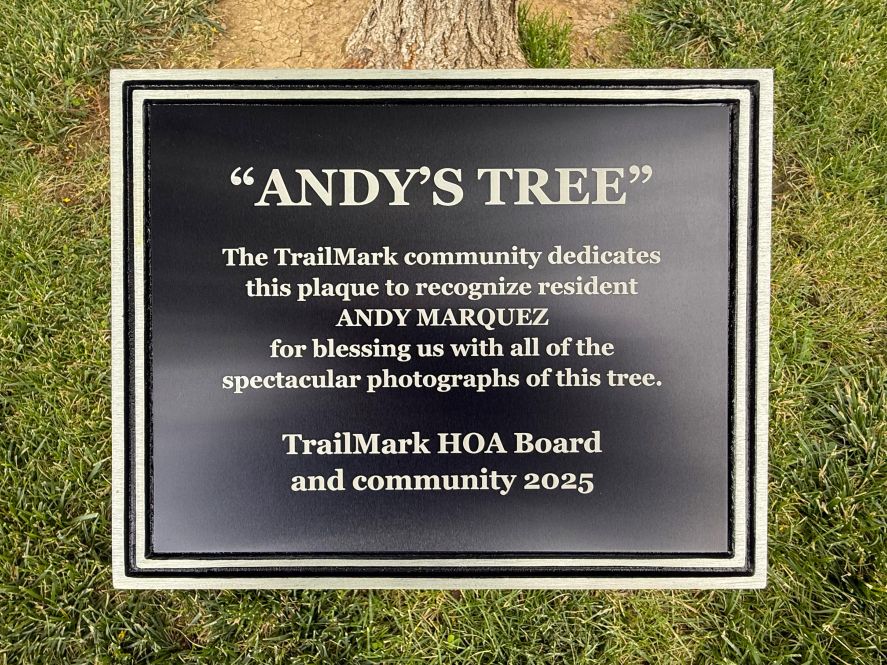 “ANDY’S TREE”
The TrailMark community dedicates
this plaque to recognize resident
ANDY MARQUEZ
for blessing us with all of the
spectacular photographs of this tree.
TrailMark HOA Board
and community 2025